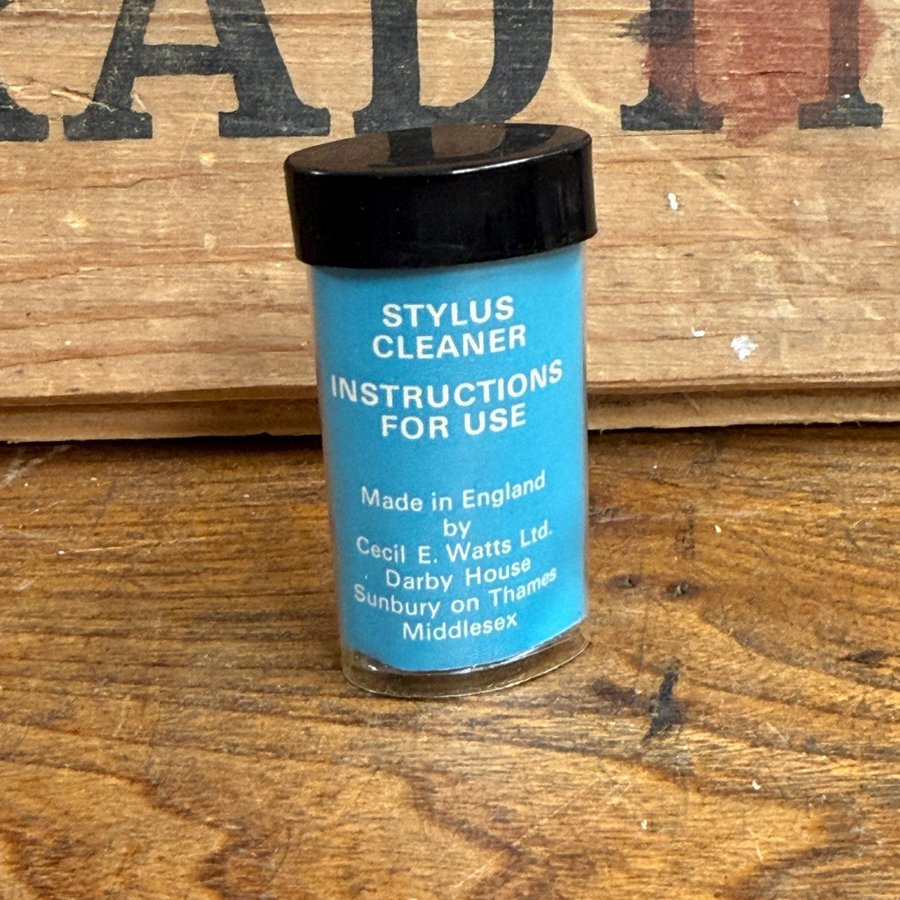 STYLUS
CLEANER
INSTRUCTIONS
FOR USE
Made in England
by
Cecil E. Watts Ltd.
Darby House
Sunbury on Thames
Middlesex